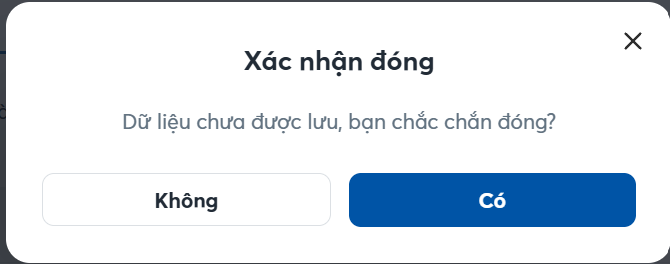 Xác nhận đóng
Dữ liệu chưa được lưu, bạn chắc chắn đóng?
Không
Có